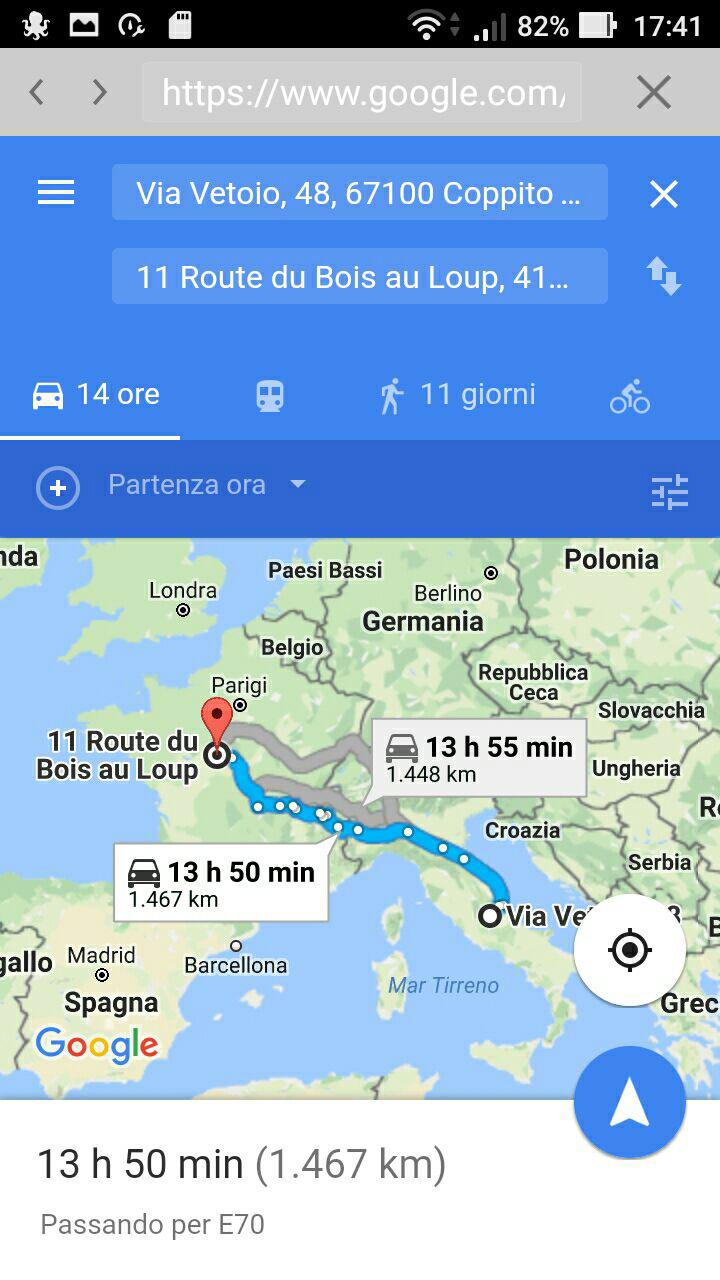 82% 17:41
https://www.google.com/
Via Vetoio, 48, 67100 Coppito ...
11 Route du Bois au Loup, 41...
14 ore
11 giorni
Partenza ora
nda
Paesi Bassi
Polonia
Londra
Berlino
Germania
Belgio
Repubblica
Ceca
Parigi
Slovacchia
11 Route du
Bois au Loup
13 h 55 min
1.448 km
Ungheria
Croazia
13 h 50 min
1.467 km
Serbia
Via Ve
gallo
Madrid
Barcellona
Mar Tirreno
Spagna
Grec
Google
13 h 50 min (1.467 km)
Passando per E70